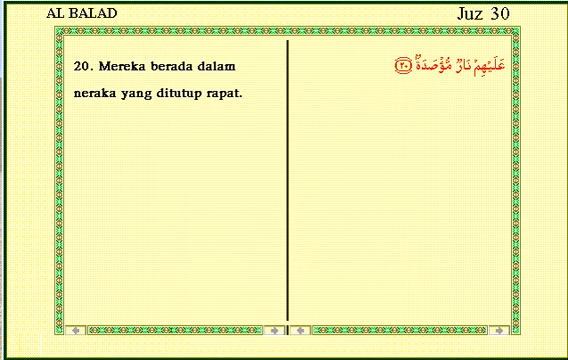 AL BALAD
Juz 30
20. Mereka berada dalam
neraka yang ditutup rapat.
عَلَيْهِمْ نَارٌ مُّؤْصَدَةٌ ﴿٢٠﴾